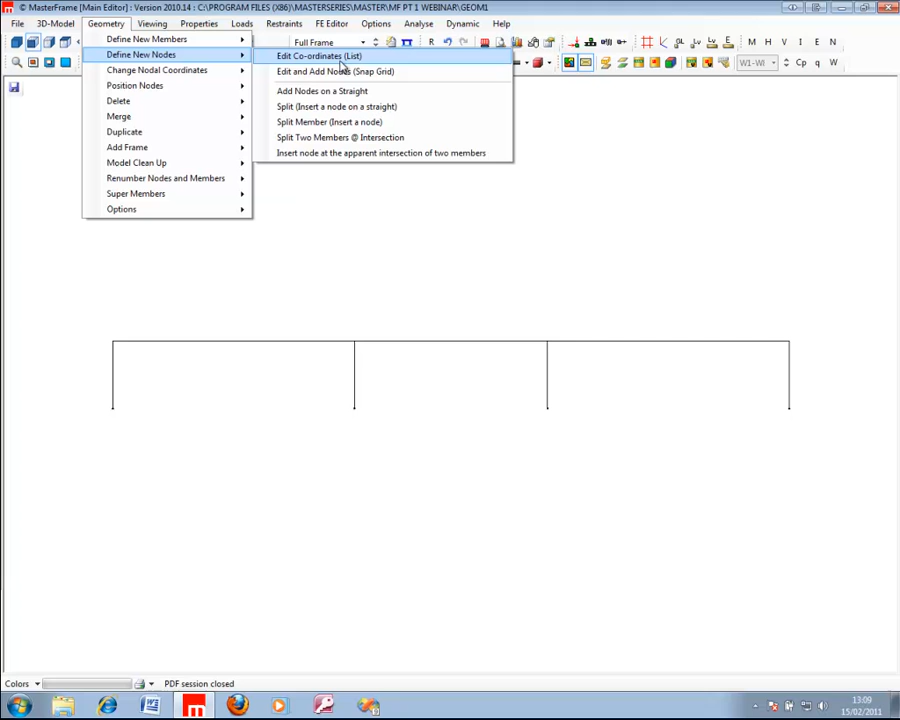 © MasterFrame [Main Editor] : Version 2010.14 : C:\PROGRAM FILES (X86)\MASTERSERIES\MASTER\MF PT 1 WEBINAR\GEOM1
File 3D-Model Geometry Viewing Properties Loads Restraints FE Editor Options Analyse Dynamic Help
Full Frame R M H V I N Cp q W
W1-WI
Define New Members
Define New Nodes
Change Nodal Coordinates
Position Nodes
Delete
Merge
Duplicate
Add Frame
Model Clean Up
Renumber Nodes and Members
Super Members
Options
Edit Co-ordinates (List)
Edit and Add Nodes (Snap Grid)
Add Nodes on a Straight
Split (Insert a node on a straight)
Split Member (Insert a node)
Split Two Members @ Intersection
Insert node at the apparent intersection of two members
Colors PDF session closed
13:09
15/02/2011